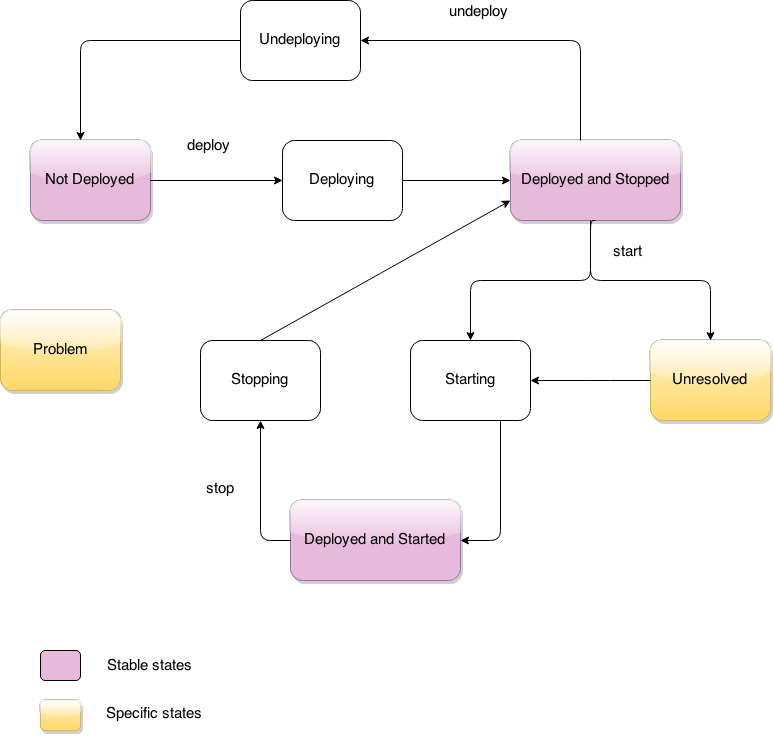 undeploy
Undeploying
deploy
Not Deployed
Deploying
Deployed and Stopped
start
Problem
Stopping
Starting
Unresolved
stop
Deployed and Started
Stable states
Specific states